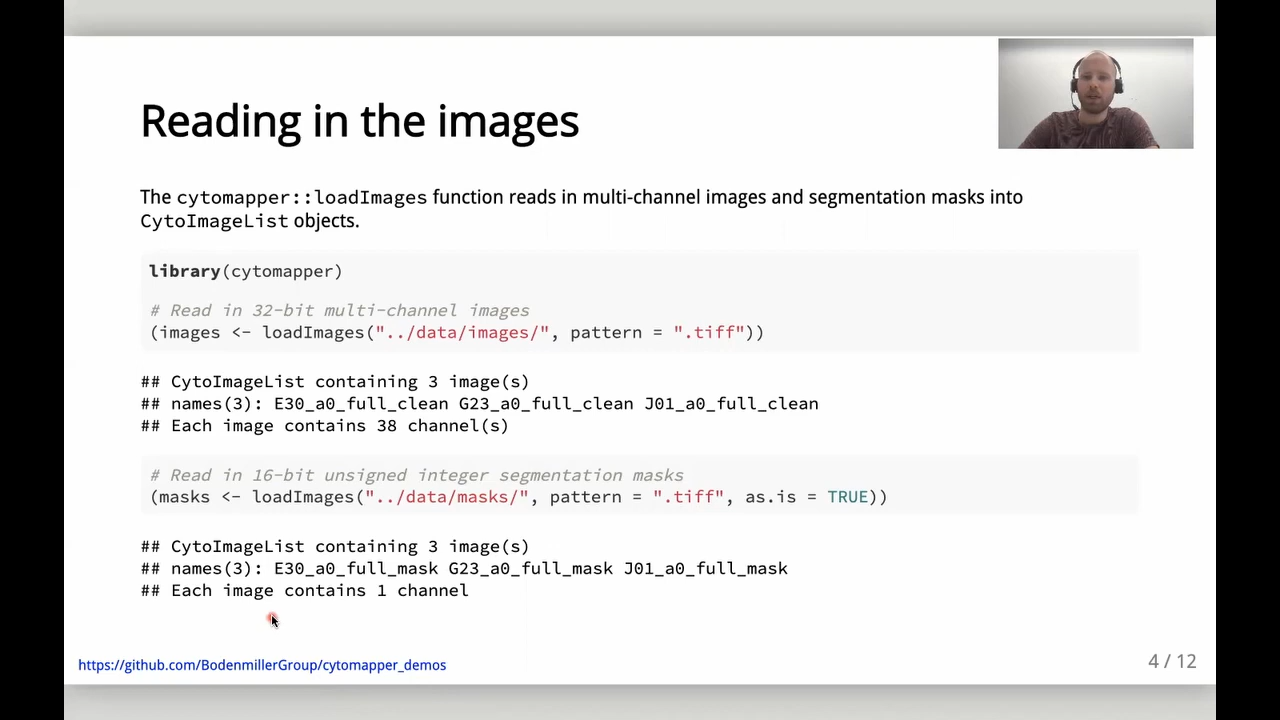 Reading in the images
The cytomapper::loadImages function reads in multi-channel images and segmentation masks into
CytoImageList objects.
library(cytomapper)
# Read in 32-bit multi-channel images
(images <- loadImages("../data/images/", pattern = ".tiff"))
## CytoImageList containing 3 image(s)
## names(3): E30_a0_full_clean G23_a0_full_clean J01_a0_full_clean
## Each image contains 38 channel(s)
# Read in 16-bit unsigned integer segmentation masks
(masks <- loadImages("../data/masks/", pattern = ".tiff", as.is = TRUE))
## CytoImageList containing 3 image(s)
## names(3): E30_a0_full_mask G23_a0_full_mask J01_a0_full_mask
## Each image contains 1 channel
https://github.com/BodenmillerGroup/cytomapper_demos
4 / 12